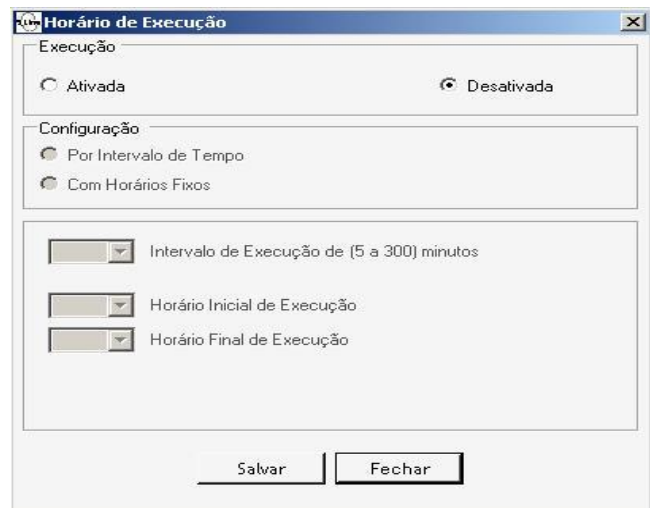 Horário de Execução
Execução
Ativada Desativada
Configuração
Por Intervalo de Tempo
Com Horários Fixos
Intervalo de Execução de (5 a 300) minutos
Horário Inicial de Execução
Horário Final de Execução
Salvar Fechar